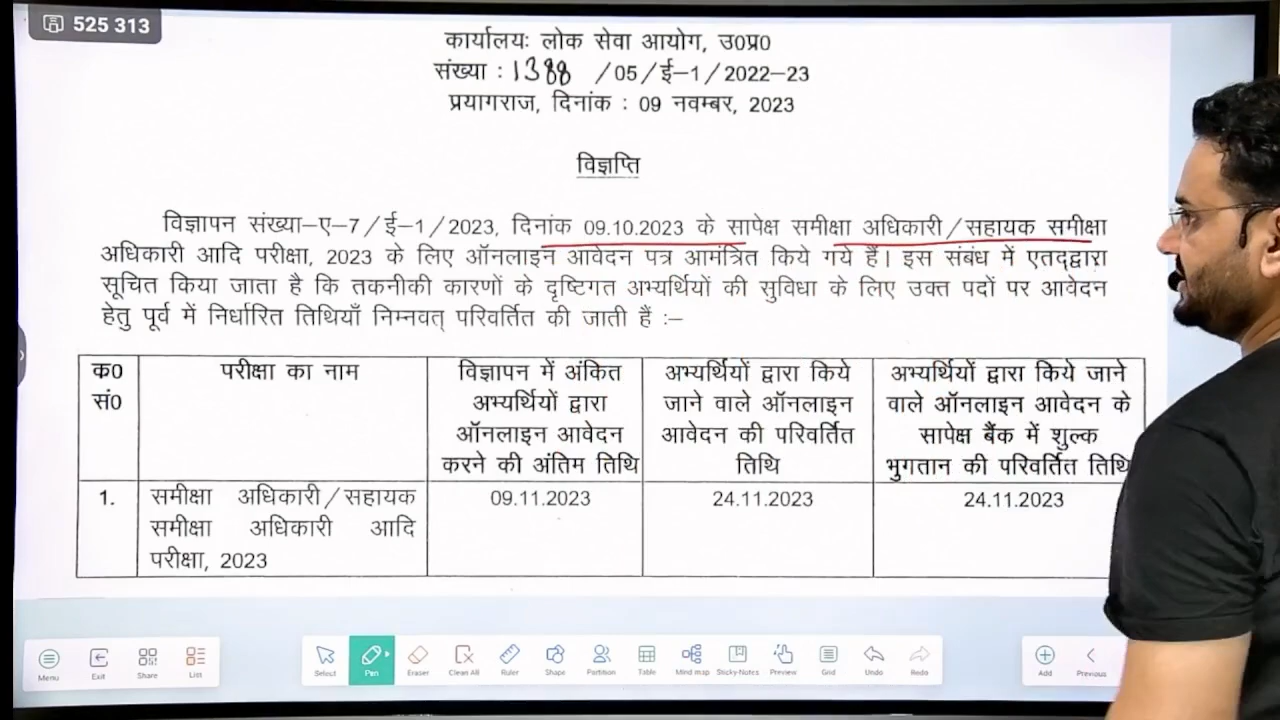 525 313
कार्यालयः लोक सेवा आयोग, उ0प्र0
संख्या : 1388 /05/ई–1/2022–23
प्रयागराज, दिनांक : 09 नवम्बर, 2023
विज्ञप्ति
विज्ञापन संख्या–ए–7/ई–1/2023, दिनांक 09.10.2023 के सापेक्ष समीक्षा अधिकारी/सहायक समीक्षा
अधिकारी आदि परीक्षा, 2023 के लिए ऑनलाइन आवेदन पत्र आमंत्रित किये गये हैं। इस संबंध में एतद्द्वारा
सूचित किया जाता है कि तकनीकी कारणों के दृष्टिगत अभ्यर्थियों की सुविधा के लिए उक्त पदों पर आवेदन
हेतु पूर्व में निर्धारित तिथियाँ निम्नवत् परिवर्तित की जाती हैं :–
क0
सं0
परीक्षा का नाम
विज्ञापन में अंकित
अभ्यर्थियों द्वारा
ऑनलाइन आवेदन
करने की अंतिम तिथि
अभ्यर्थियों द्वारा किये
जाने वाले ऑनलाइन
आवेदन की परिवर्तित
तिथि
अभ्यर्थियों द्वारा किये जाने
वाले ऑनलाइन आवेदन के
सापेक्ष बैंक में शुल्क
भुगतान की परिवर्तित तिथि
1.
समीक्षा अधिकारी/सहायक
समीक्षा अधिकारी आदि
परीक्षा, 2023
09.11.2023
24.11.2023
24.11.2023
Menu Exit Share List Select Pen Eraser Clean All Ruler Shape Partition Table Mind map Sticky-Notes Preview Grid Undo Redo Add Previous